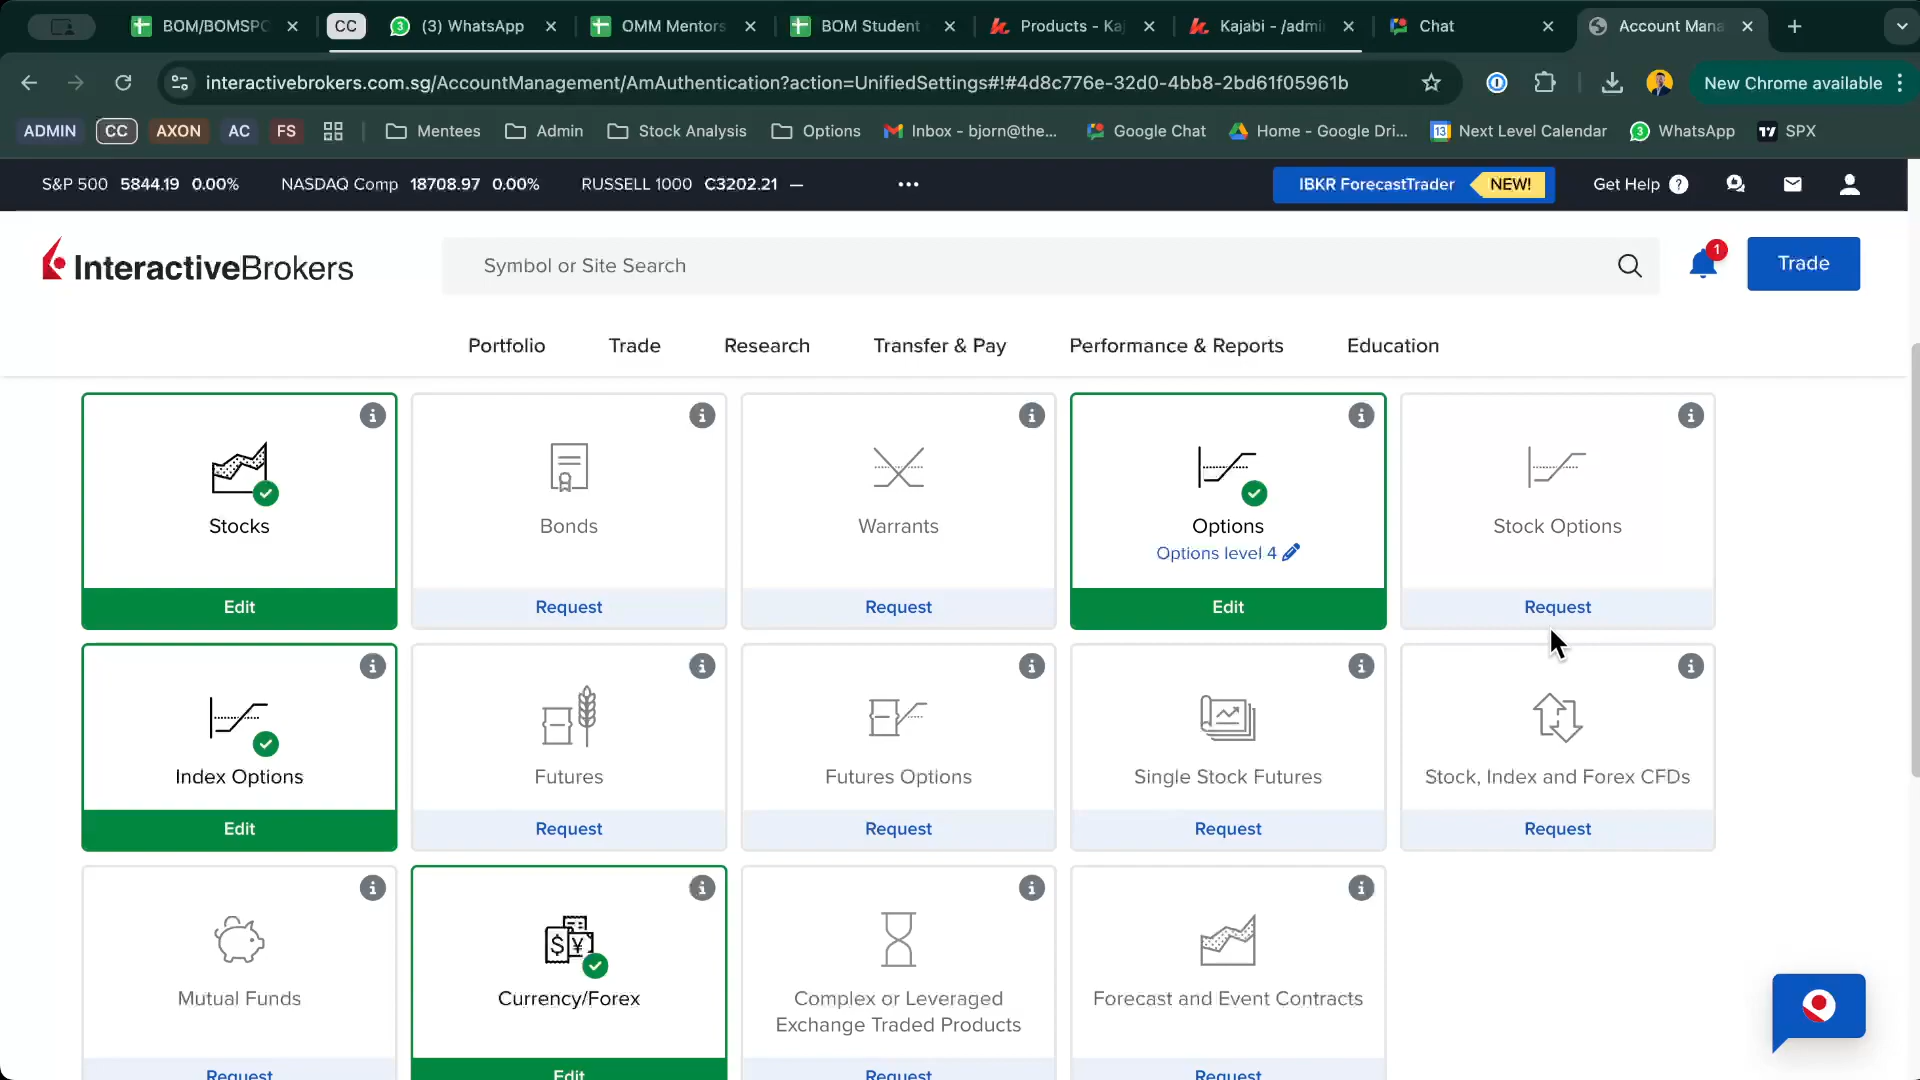 BOM/BOMSPC
CC
(3) WhatsApp
OMM Mentors
BOM Student
Products - Kaj
Kajabi - /admi
Chat
Account Mana
interactivebrokers.com.sg/AccountManagement/AmAuthentication?action=UnifiedSettings#!#4d8c776e-32d0-4bb8-2bd61f05961b
New Chrome available
ADMIN
CC
AXON
AC
FS
Mentees
Admin
Stock Analysis
Options
Inbox - bjorn@the...
Google Chat
Home - Google Dri...
13
Next Level Calendar
3
WhatsApp
SPX
S&P 500 5844.19 0.00%
NASDAQ Comp 18708.97 0.00%
RUSSELL 1000 C3202.21 —
•••
IBKR ForecastTrader NEW!
Get Help ?
InteractiveBrokers
Symbol or Site Search
1
Trade
Portfolio
Trade
Research
Transfer & Pay
Performance & Reports
Education
Stocks
Edit
Bonds
Request
Warrants
Request
Options
Options level 4
Edit
Stock Options
Request
Index Options
Edit
Futures
Request
Futures Options
Request
Single Stock Futures
Request
Stock, Index and Forex CFDs
Request
Mutual Funds
Request
Currency/Forex
Edit
Complex or Leveraged
Exchange Traded Products
Request
Forecast and Event Contracts
Request